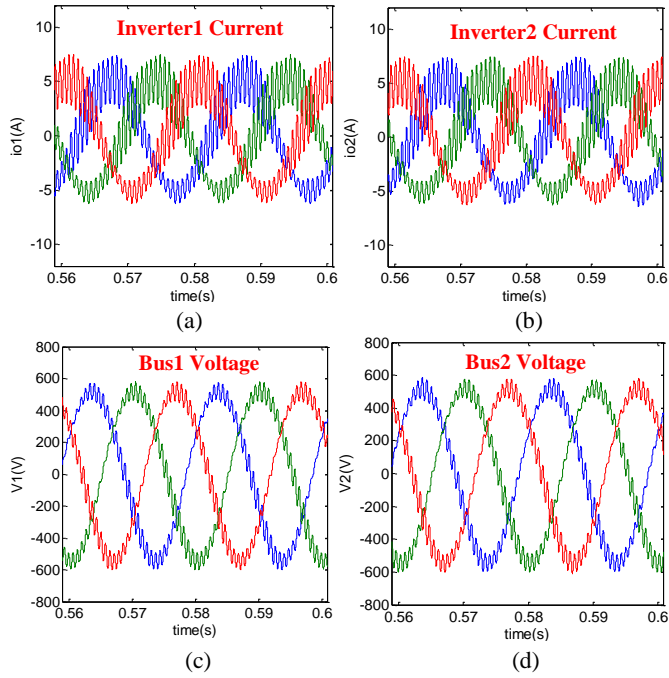 Inverter1 Current
10
5
0
-5
-10
io1(A)
0.56 0.57 0.58 0.59 0.6
time(s)
(a)
Inverter2 Current
10
5
0
-5
-10
io2(A)
0.56 0.57 0.58 0.59 0.6
time(s)
(b)
Bus1 Voltage
800
600
400
200
0
-200
-400
-600
-800
V1(V)
0.56 0.57 0.58 0.59 0.6
time(s)
(c)
Bus2 Voltage
800
600
400
200
0
-200
-400
-600
-800
V2(V)
0.56 0.57 0.58 0.59 0.6
time(s)
(d)